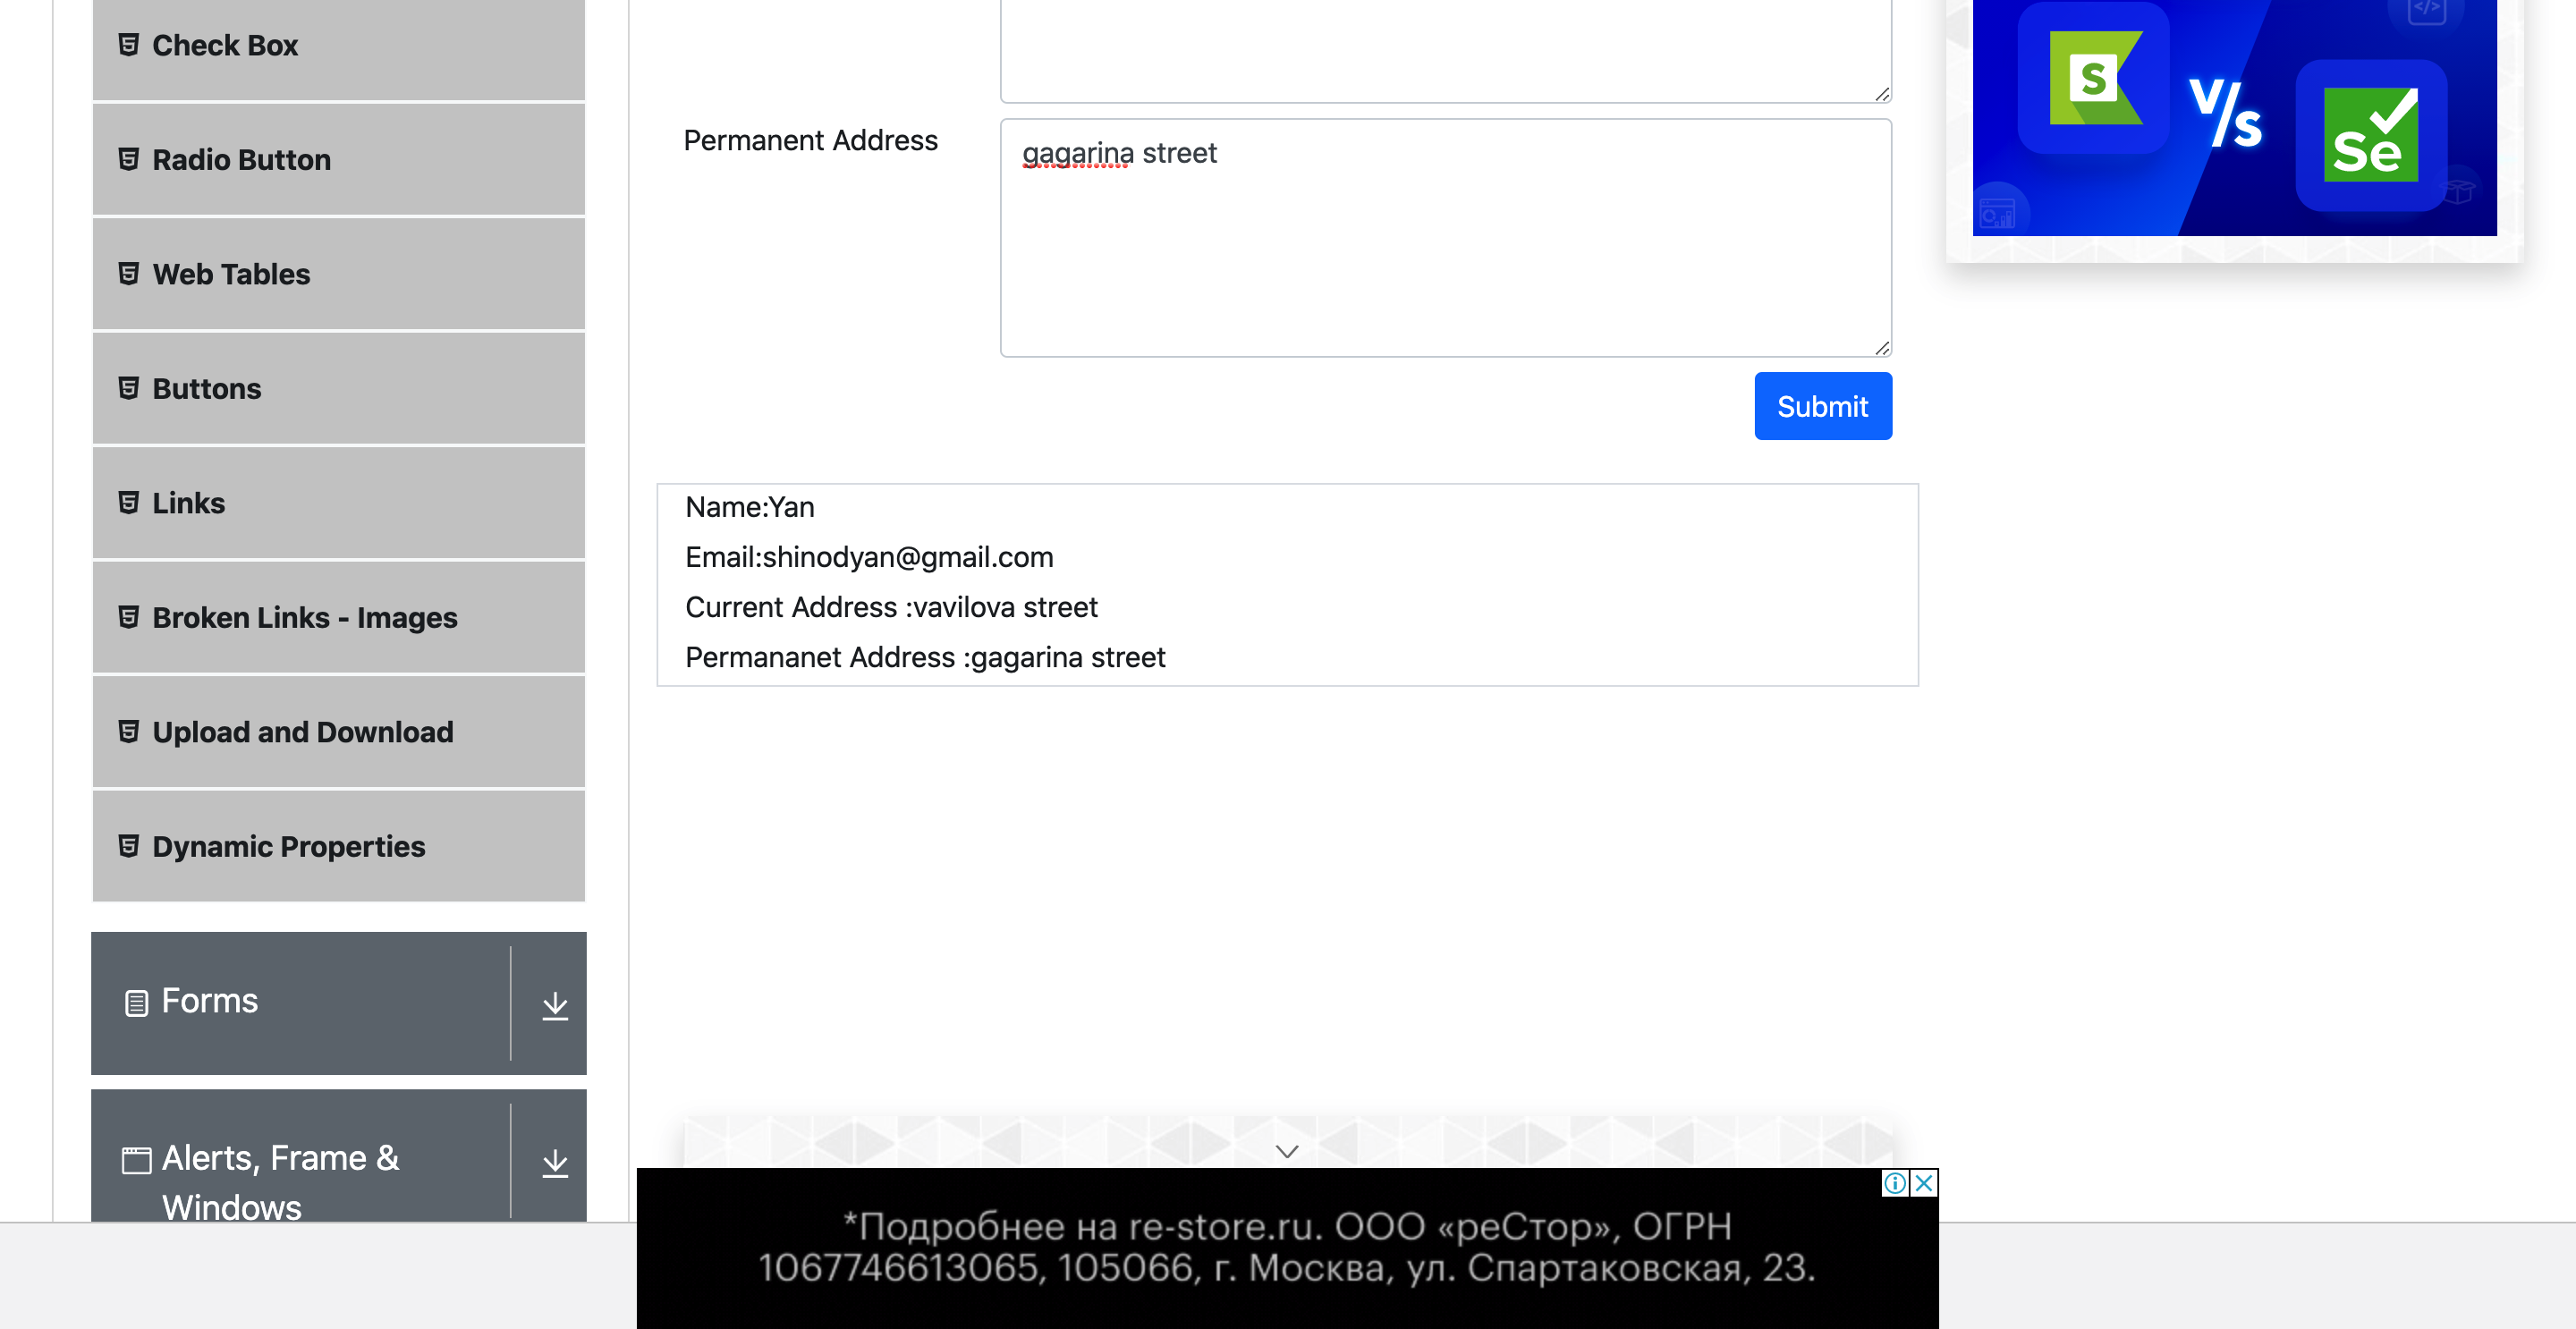 Check Box
Radio Button
Web Tables
Buttons
Links
Broken Links - Images
Upload and Download
Dynamic Properties
Forms
Alerts, Frame &
Windows
Permanent Address
gagarina street
Submit
Name:Yan
Email:shinodyan@gmail.com
Current Address :vavilova street
Permananet Address :gagarina street
S
V/s
Se
*Подробнее на re-store.ru. ООО «реСтор», ОГРН
1067746613065, 105066, г. Москва, ул. Спартаковская, 23.